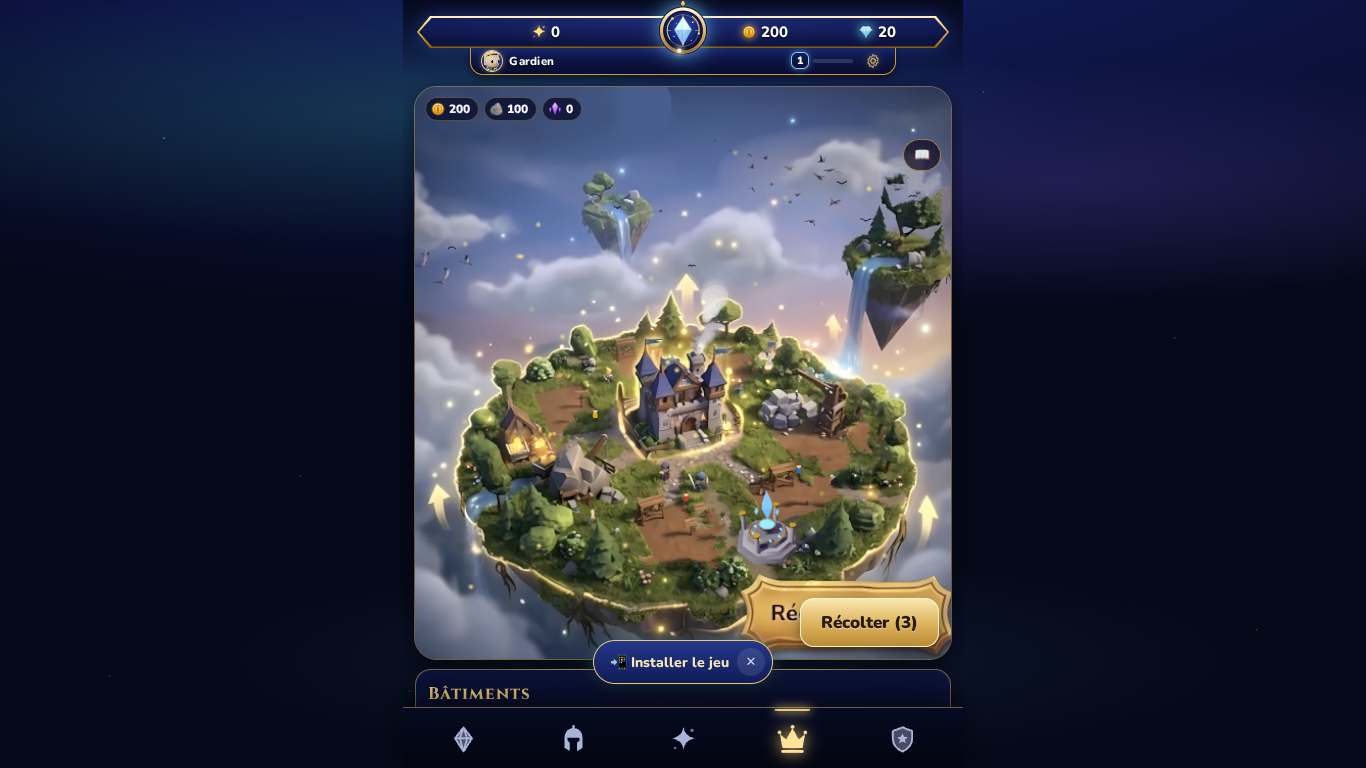 0
200
20
Gardien
1
200
100
0
Ré
Récolter (3)
Installer le jeu
BÂTIMENTS